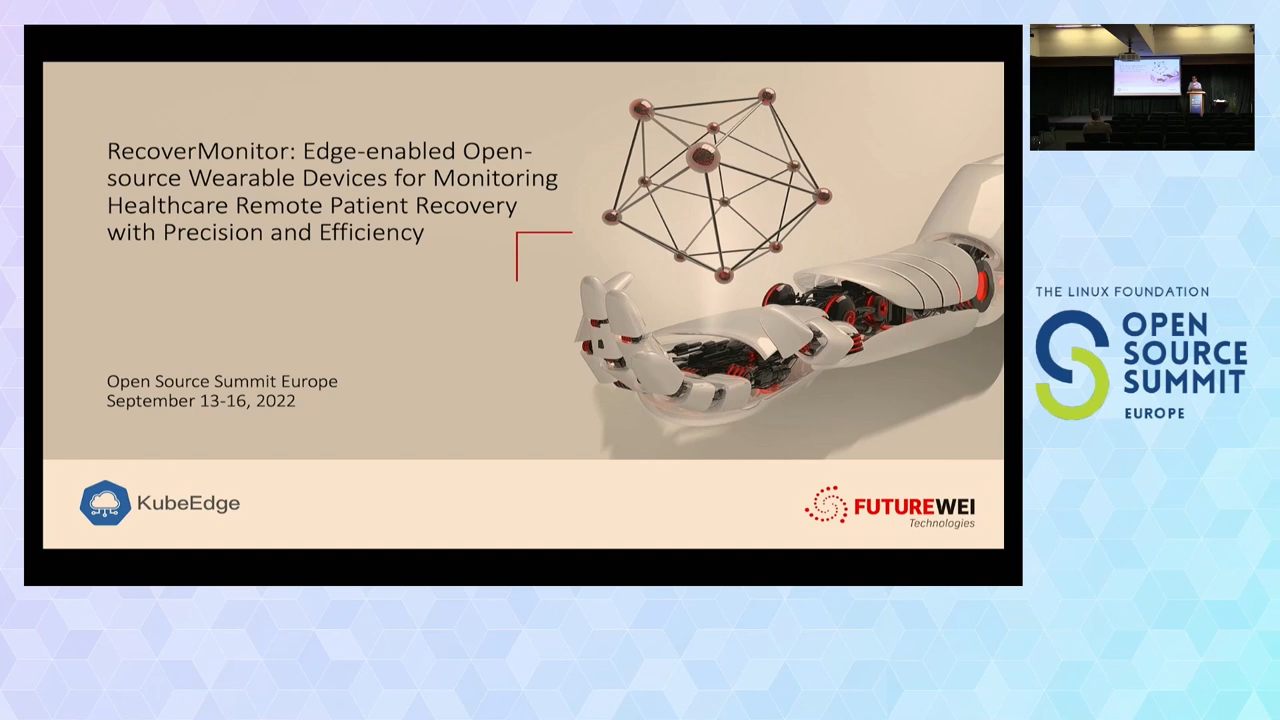 RecoverMonitor: Edge-enabled Open-
source Wearable Devices for Monitoring
Healthcare Remote Patient Recovery
with Precision and Efficiency
Open Source Summit Europe
September 13-16, 2022
KubeEdge
FUTUREWEI
Technologies
THE LINUX FOUNDATION
OPEN
SOURCE
SUMMIT
EUROPE